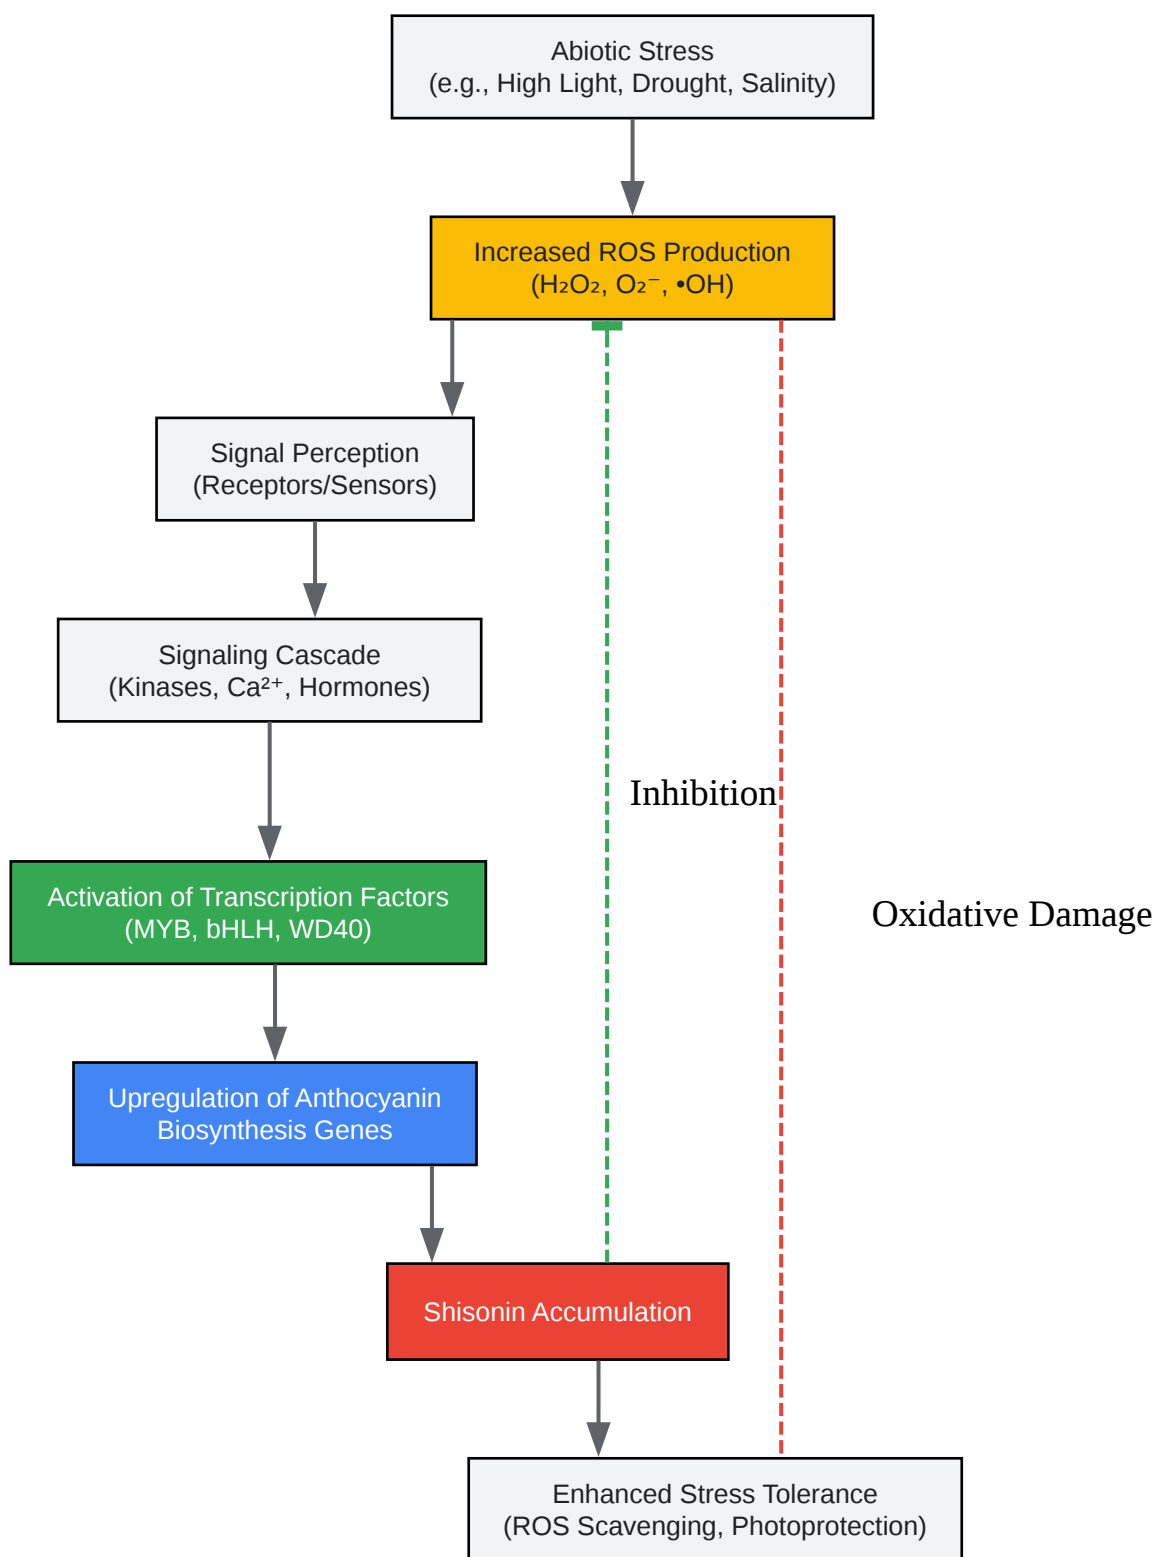 Abiotic Stress
(e.g., High Light, Drought, Salinity)
Increased ROS Production
(H₂O₂, O₂⁻, •OH)
Signal Perception
(Receptors/Sensors)
Signaling Cascade
(Kinases, Ca²⁺, Hormones)
Inhibition
Activation of Transcription Factors
(MYB, bHLH, WD40)
Oxidative Damage
Upregulation of Anthocyanin
Biosynthesis Genes
Shisonin Accumulation
Enhanced Stress Tolerance
(ROS Scavenging, Photoprotection)